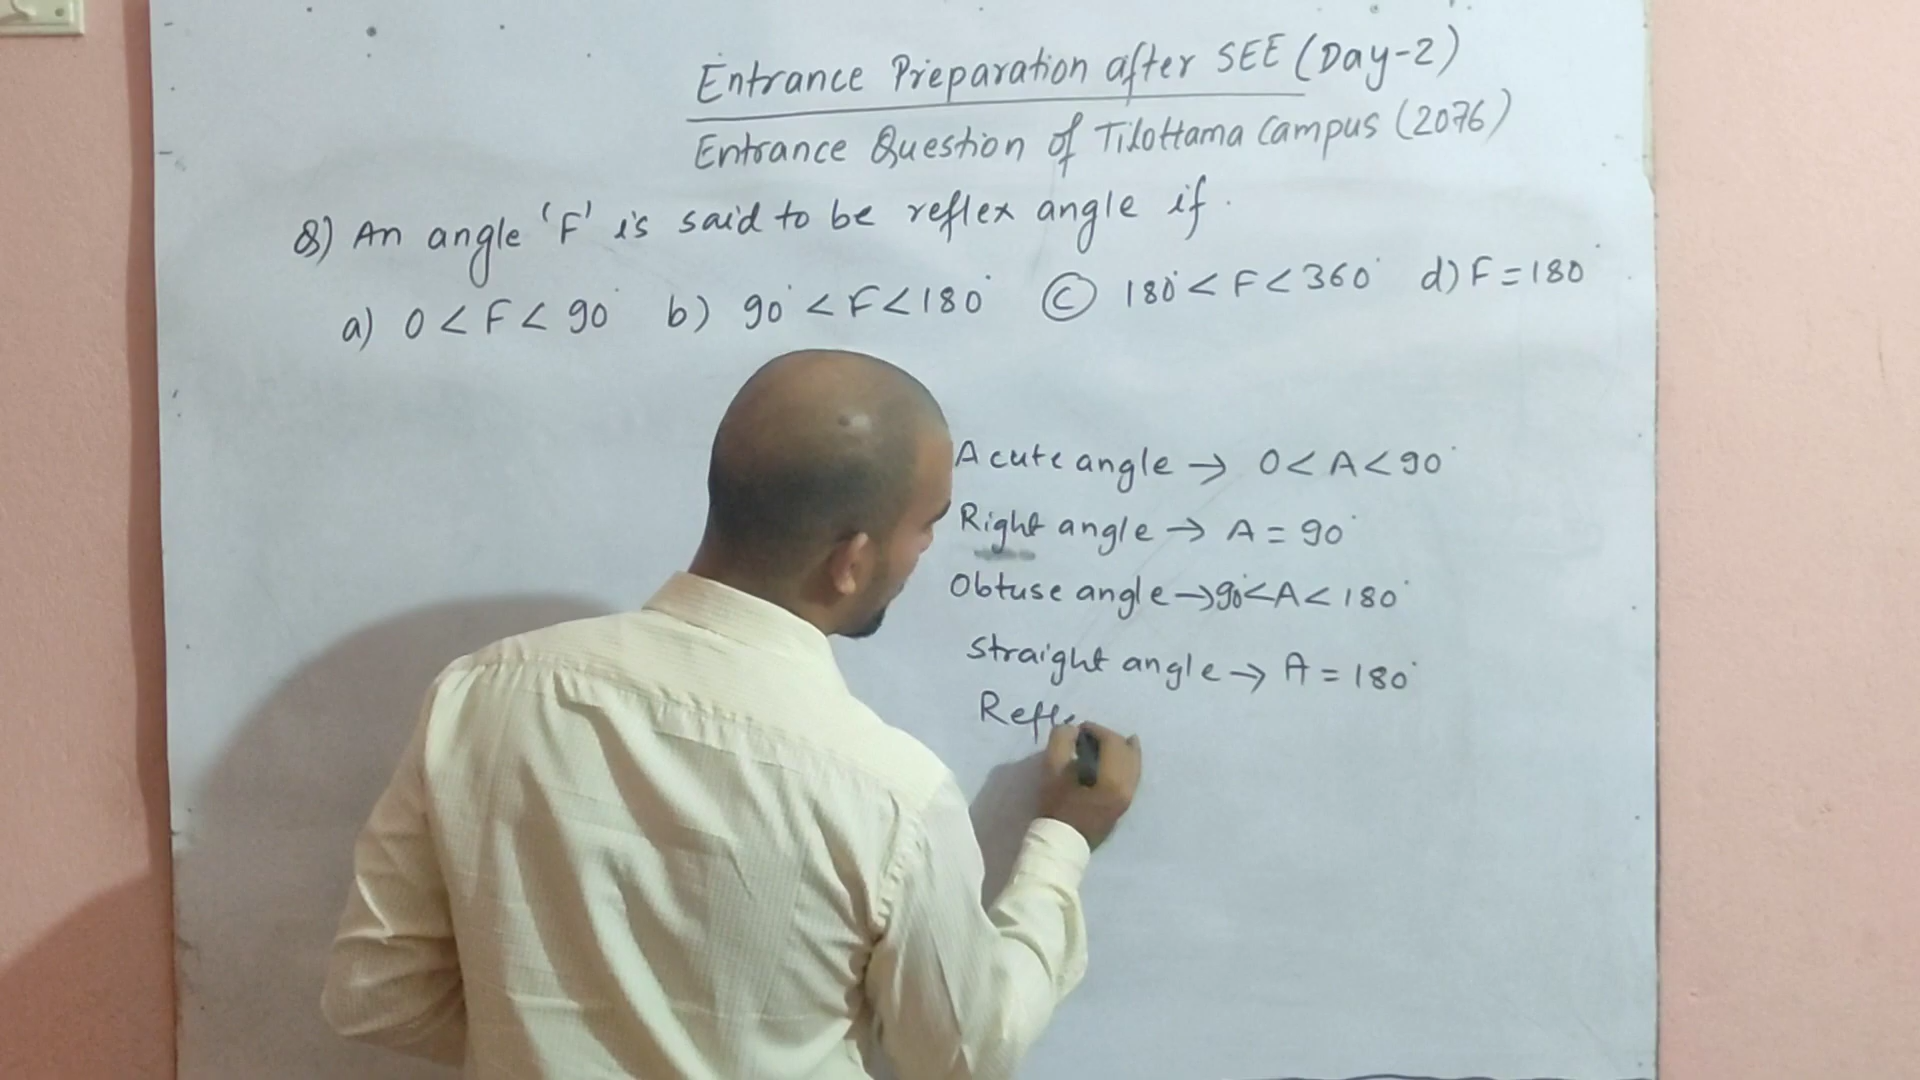 Entrance Preparation after SEE (Day-2)
Entrance Question of Tilottama Campus (2076)
8) An angle 'F' is said to be reflex angle if.
a) 0 < F < 90° b) 90° < F < 180° (c) 180° < F < 360° d) F = 180°
Acute angle → 0 < A < 90°
Right angle → A = 90°
Obtuse angle → 90° < A < 180°
Straight angle → A = 180°
Refle